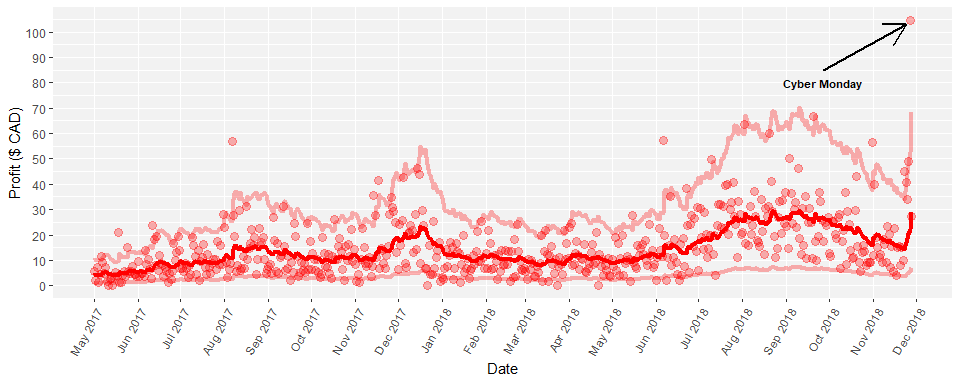 Profit ($ CAD)
100
90
80
70
60
50
40
30
20
10
0
Cyber Monday
May 2017
Jun 2017
Jul 2017
Aug 2017
Sep 2017
Oct 2017
Nov 2017
Dec 2017
Jan 2018
Feb 2018
Mar 2018
Apr 2018
May 2018
Jun 2018
Jul 2018
Aug 2018
Sep 2018
Oct 2018
Nov 2018
Dec 2018
Date